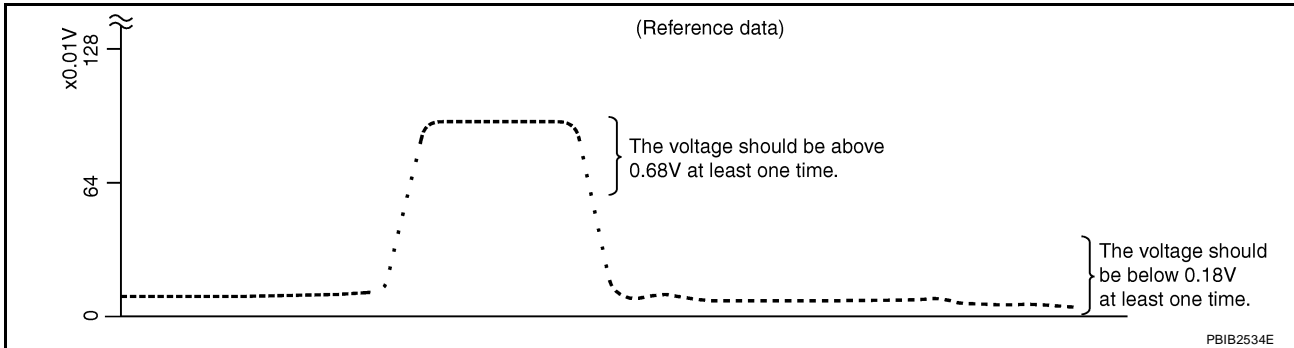 (Reference data)
x0.01V
128
64
0
The voltage should be above
0.68V at least one time.
The voltage should
be below 0.18V
at least one time.
PBIB2534E